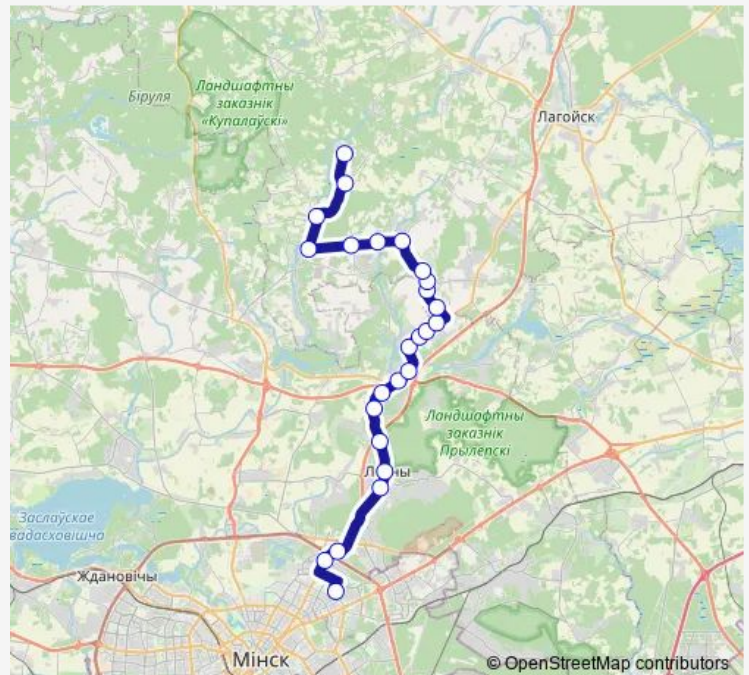 Ландшафтны
заказнік
«Купалаўскі»
Біруля
Лагойск
Ландшафтны
заказнік
Прылепскі
Заслаўскае
вадасховішча
Ждановічы
Мінск
© OpenStreetMap contributors